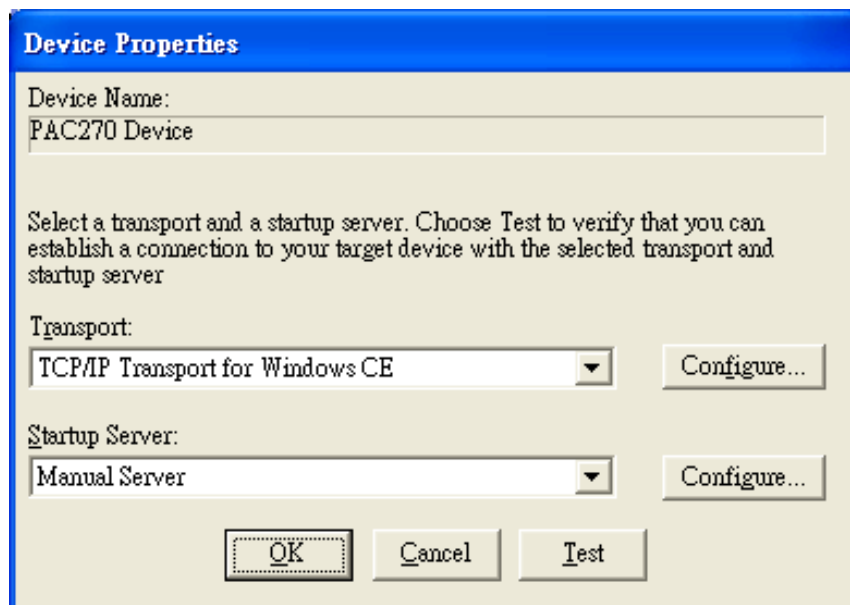 Device Properties
Device Name:
PAC270 Device
Select a transport and a startup server. Choose Test to verify that you can
establish a connection to your target device with the selected transport and
startup server
Transport:
TCP/IP Transport for Windows CE
Configure...
Startup Server:
Manual Server
Configure...
OK Cancel Test